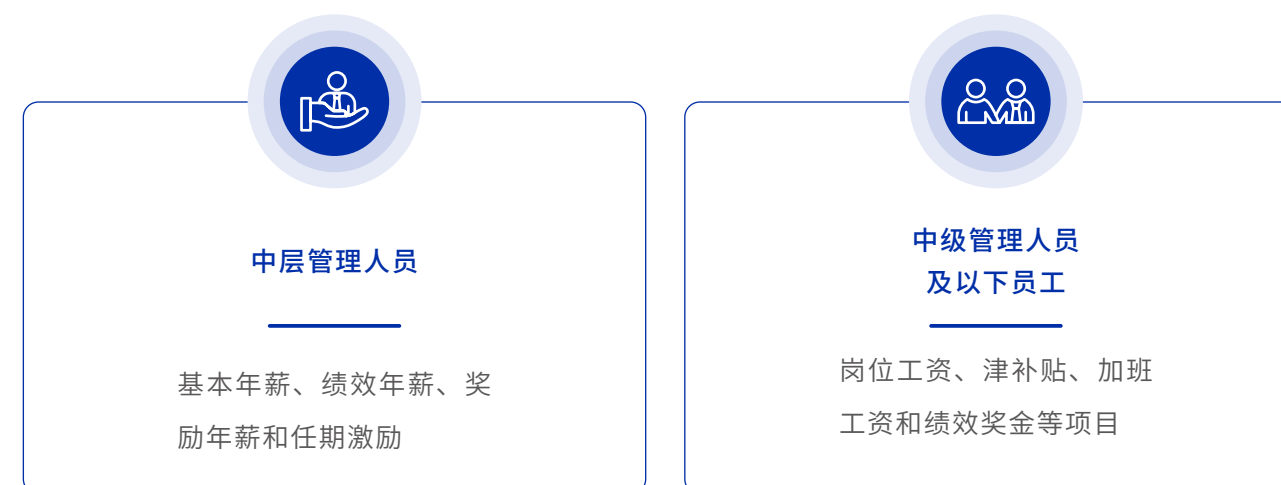 中层管理人员
基本年薪、绩效年薪、奖
励年薪和任期激励
中级管理人员
及以下员工
岗位工资、津补贴、加班
工资和绩效奖金等项目